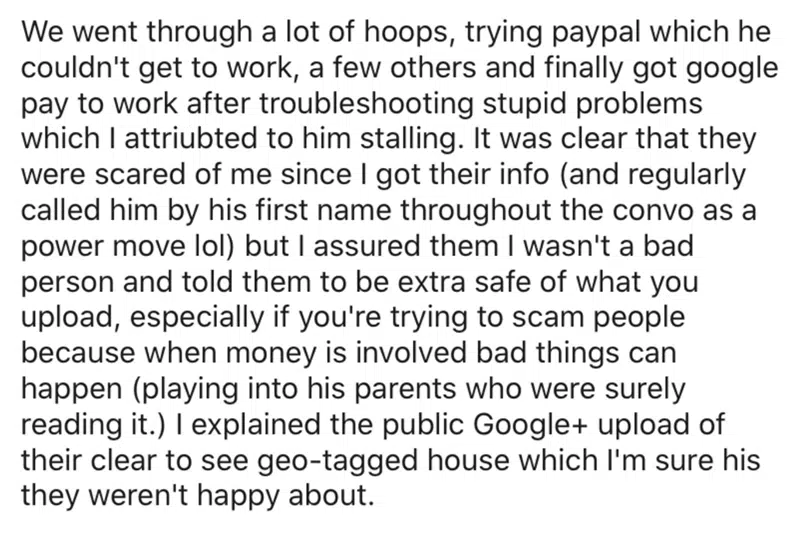 We went through a lot of hoops, trying paypal which he
couldn't get to work, a few others and finally got google
pay to work after troubleshooting stupid problems
which I attriubted to him stalling. It was clear that they
were scared of me since I got their info (and regularly
called him by his first name throughout the convo as a
power move lol) but I assured them I wasn't a bad
person and told them to be extra safe of what you
upload, especially if you're trying to scam people
because when money is involved bad things can
happen (playing into his parents who were surely
reading it.) I explained the public Google+ upload of
their clear to see geo-tagged house which I'm sure his
they weren't happy about.